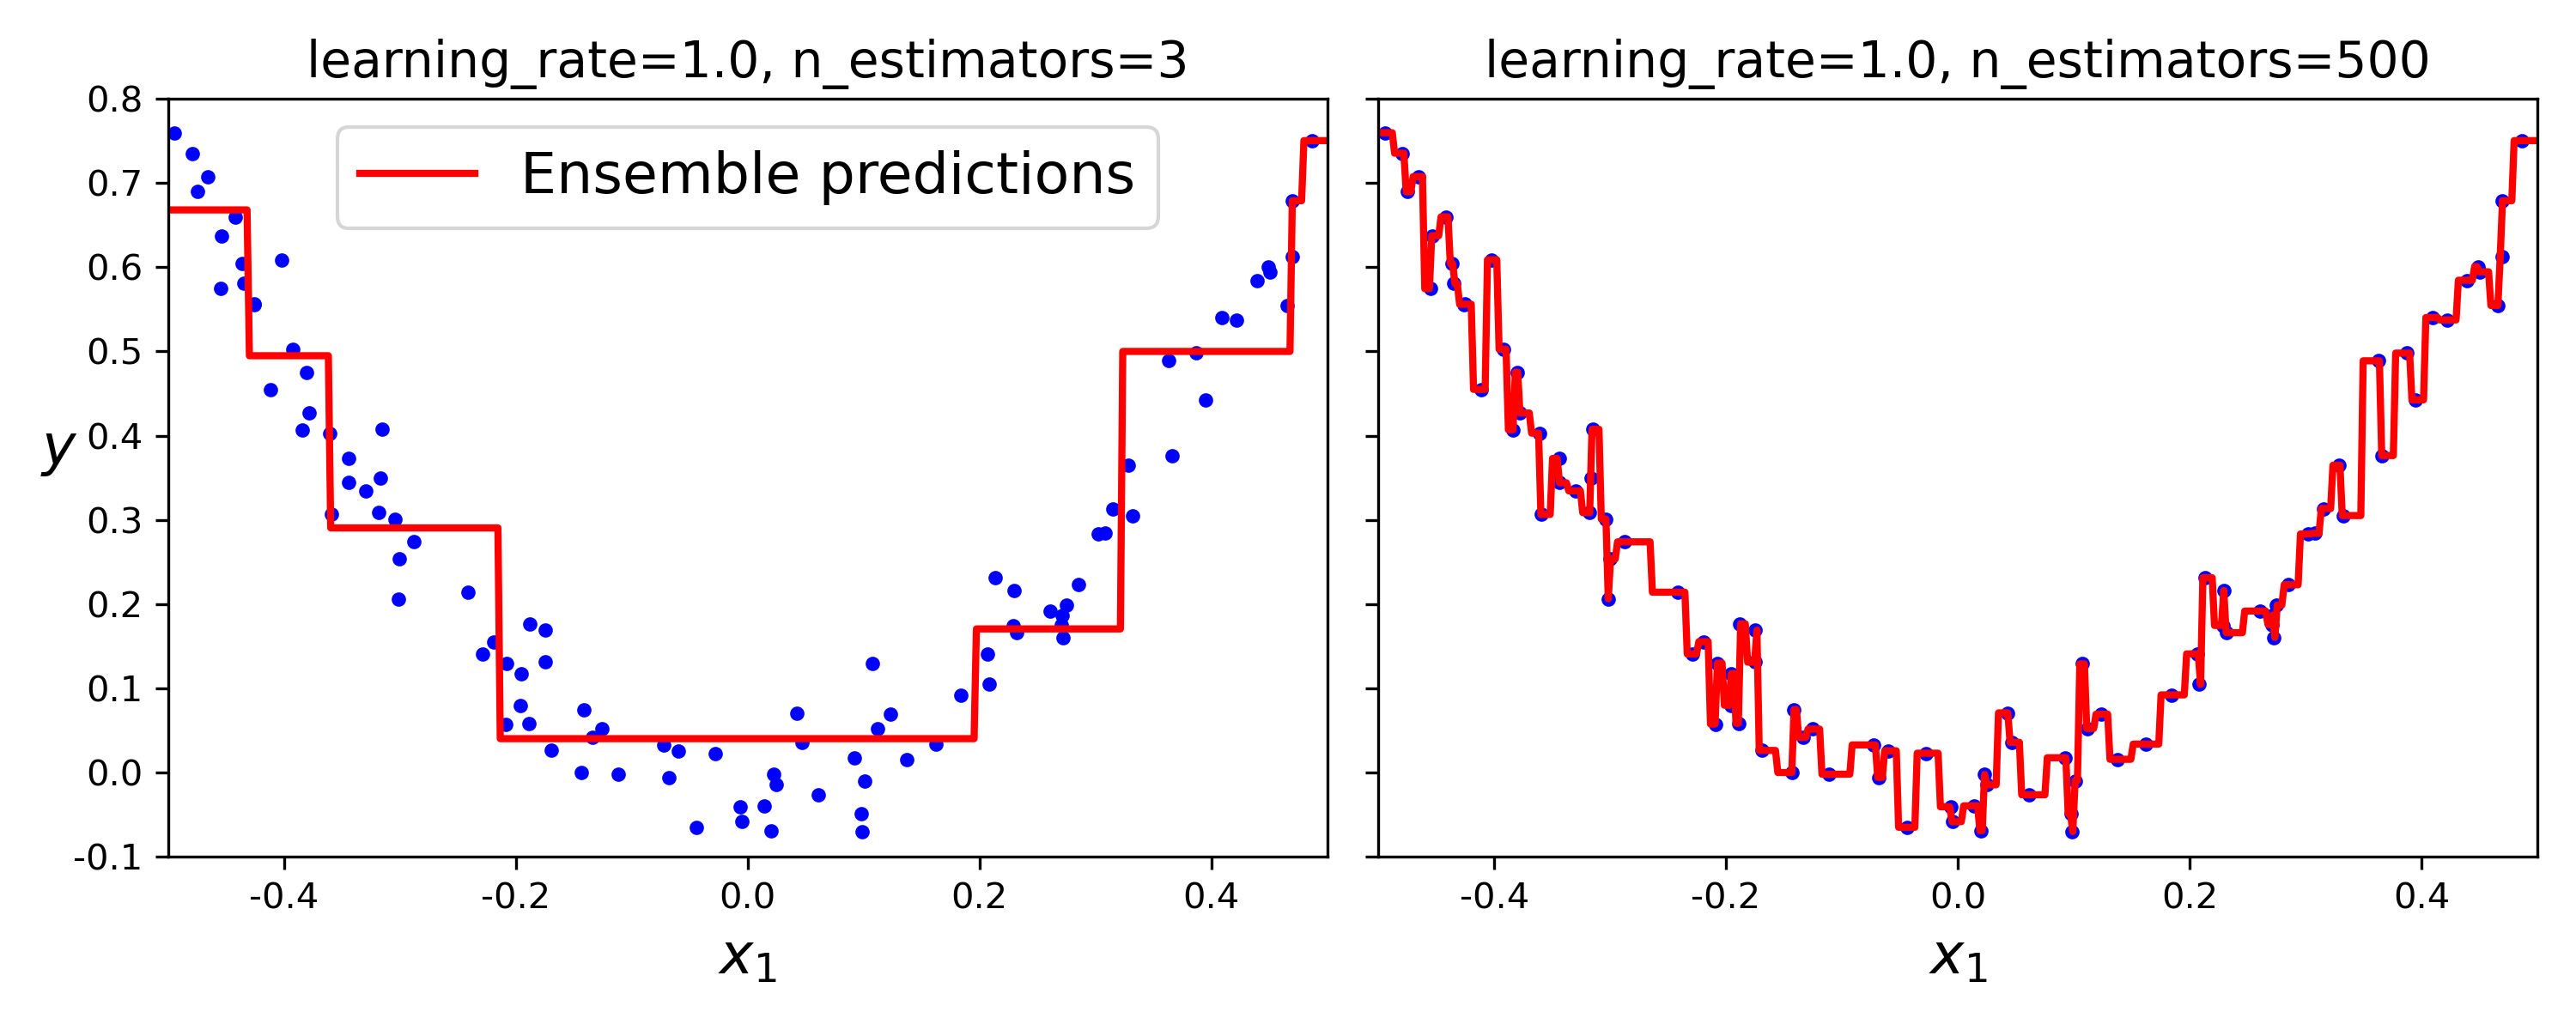 learning_rate=1.0, n_estimators=3
Ensemble predictions
y
0.8
0.7
0.6
0.5
0.4
0.3
0.2
0.1
0.0
-0.1
-0.4 -0.2 0.0 0.2 0.4
x₁
learning_rate=1.0, n_estimators=500
-0.4 -0.2 0.0 0.2 0.4
x₁